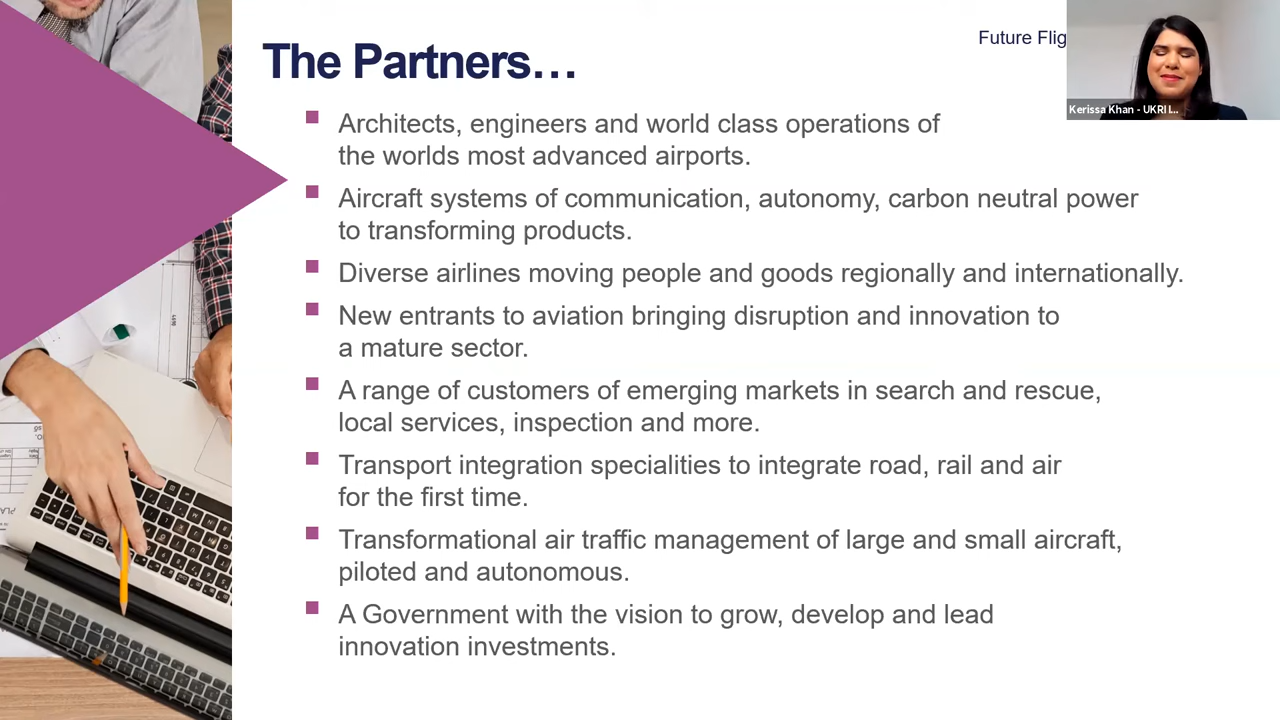 Future Flig
The Partners…
Kerissa Khan - UKRI I...
Architects, engineers and world class operations of
the worlds most advanced airports.
Aircraft systems of communication, autonomy, carbon neutral power
to transforming products.
Diverse airlines moving people and goods regionally and internationally.
New entrants to aviation bringing disruption and innovation to
a mature sector.
A range of customers of emerging markets in search and rescue,
local services, inspection and more.
Transport integration specialities to integrate road, rail and air
for the first time.
Transformational air traffic management of large and small aircraft,
piloted and autonomous.
A Government with the vision to grow, develop and lead
innovation investments.